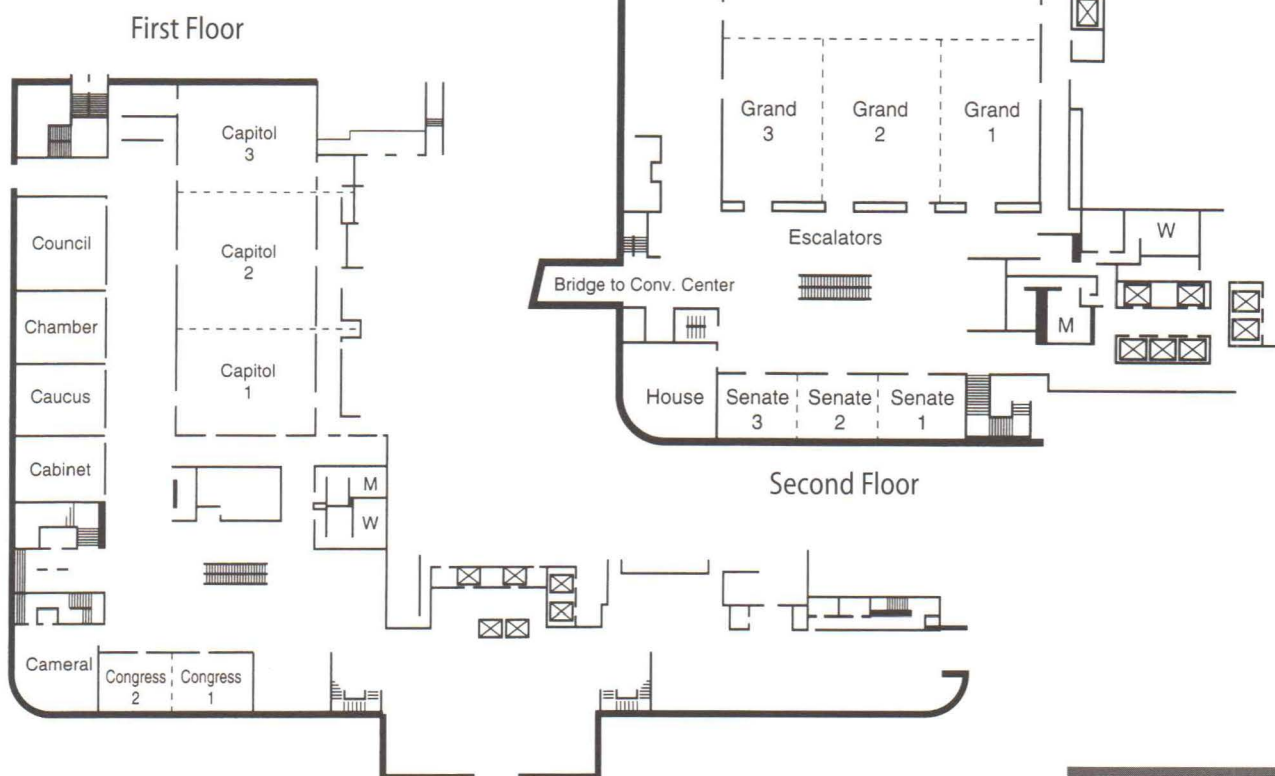 First Floor
Capitol
3
Council
Capitol
2
Chamber
Capitol
1
Caucus
Cabinet
M
W
Cameral
Congress
2
Congress
1
Grand
3
Grand
2
Grand
1
Escalators
W
Bridge to Conv. Center
M
House
Senate
3
Senate
2
Senate
1
Second Floor